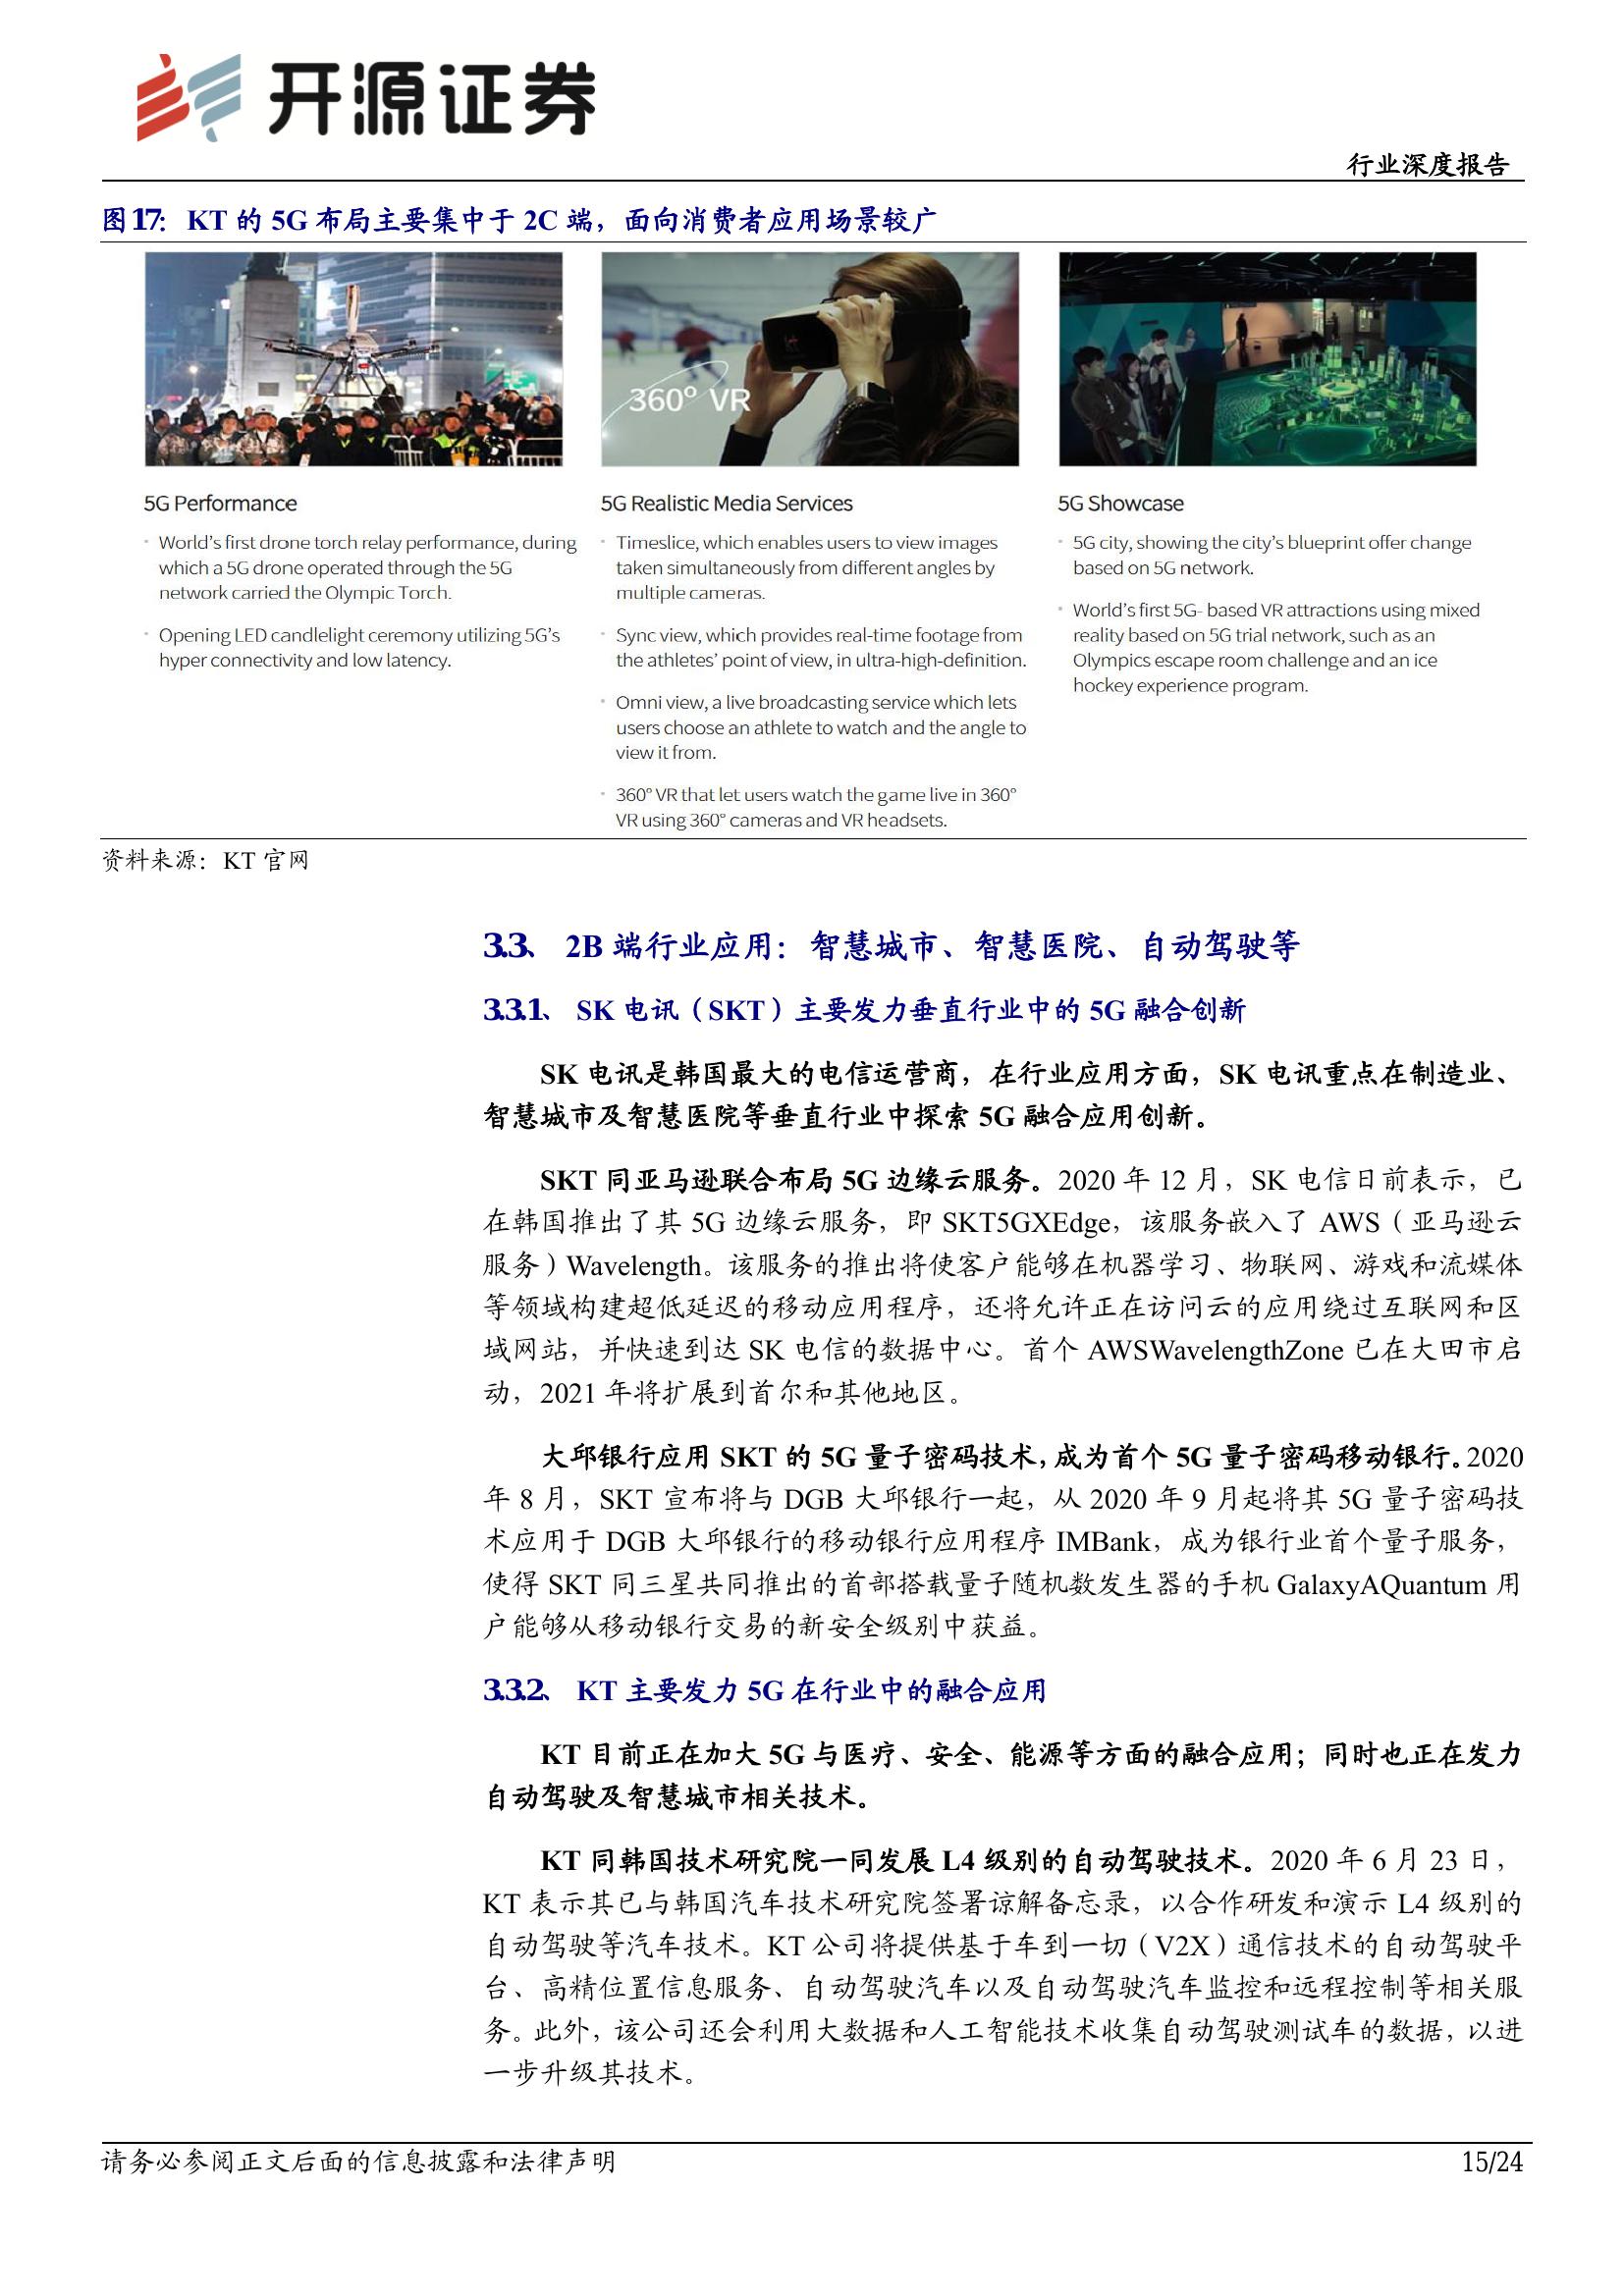 开源证券
行业深度报告
图17： KT 的 5G 布局主要集中于 2C 端，面向消费者应用场景较广
360° VR
5G Performance
World's first drone torch relay performance, during
which a 5G drone operated through the 5G
network carried the Olympic Torch.
Opening LED candlelight ceremony utilizing 5G's
hyper connectivity and low latency.
5G Realistic Media Services
Timeslice, which enables users to view images
taken simultaneously from different angles by
multiple cameras.
Sync view, which provides real-time footage from
the athletes' point of view, in ultra-high-definition.
Omni view, a live broadcasting service which lets
users choose an athlete to watch and the angle to
view it from.
360° VR that let users watch the game live in 360°
VR using 360° cameras and VR headsets.
5G Showcase
5G city, showing the city's blueprint offer change
based on 5G network.
World's first 5G- based VR attractions using mixed
reality based on 5G trial network, such as an
Olympics escape room challenge and an ice
hockey experience program.
资料来源：KT 官网
3.3、 2B 端行业应用：智慧城市、智慧医院、自动驾驶等
3.3.1、 SK 电讯（SKT）主要发力垂直行业中的 5G 融合创新
SK 电讯是韩国最大的电信运营商，在行业应用方面，SK 电讯重点在制造业、
智慧城市及智慧医院等垂直行业中探索 5G 融合应用创新。
SKT 同亚马逊联合布局 5G 边缘云服务。2020 年 12 月，SK 电信日前表示，已
在韩国推出了其 5G 边缘云服务，即 SKT5GXEdge，该服务嵌入了 AWS（亚马逊云
服务）Wavelength。该服务的推出将使客户能够在机器学习、物联网、游戏和流媒体
等领域构建超低延迟的移动应用程序，还将允许正在访问云的应用绕过互联网和区
域网站，并快速到达 SK 电信的数据中心。首个 AWSWavelengthZone 已在大田市启
动，2021 年将扩展到首尔和其他地区。
大邱银行应用 SKT 的 5G 量子密码技术，成为首个 5G 量子密码移动银行。2020
年 8 月，SKT 宣布将与 DGB 大邱银行一起，从 2020 年 9 月起将其 5G 量子密码技
术应用于 DGB 大邱银行的移动银行应用程序 IMBank，成为银行业首个量子服务，
使得 SKT 同三星共同推出的首部搭载量子随机数发生器的手机 GalaxyAQuantum 用
户能够从移动银行交易的新安全级别中获益。
3.3.2、 KT 主要发力 5G 在行业中的融合应用
KT 目前正在加大 5G 与医疗、安全、能源等方面的融合应用；同时也正在发力
自动驾驶及智慧城市相关技术。
KT 同韩国技术研究院一同发展 L4 级别的自动驾驶技术。2020 年 6 月 23 日，
KT 表示其已与韩国汽车技术研究院签署谅解备忘录，以合作研发和演示 L4 级别的
自动驾驶等汽车技术。KT 公司将提供基于车到一切（V2X）通信技术的自动驾驶平
台、高精位置信息服务、自动驾驶汽车以及自动驾驶汽车监控和远程控制等相关服
务。此外，该公司还会利用大数据和人工智能技术收集自动驾驶测试车的数据，以进
一步升级其技术。
请务必参阅正文后面的信息披露和法律声明
15/24